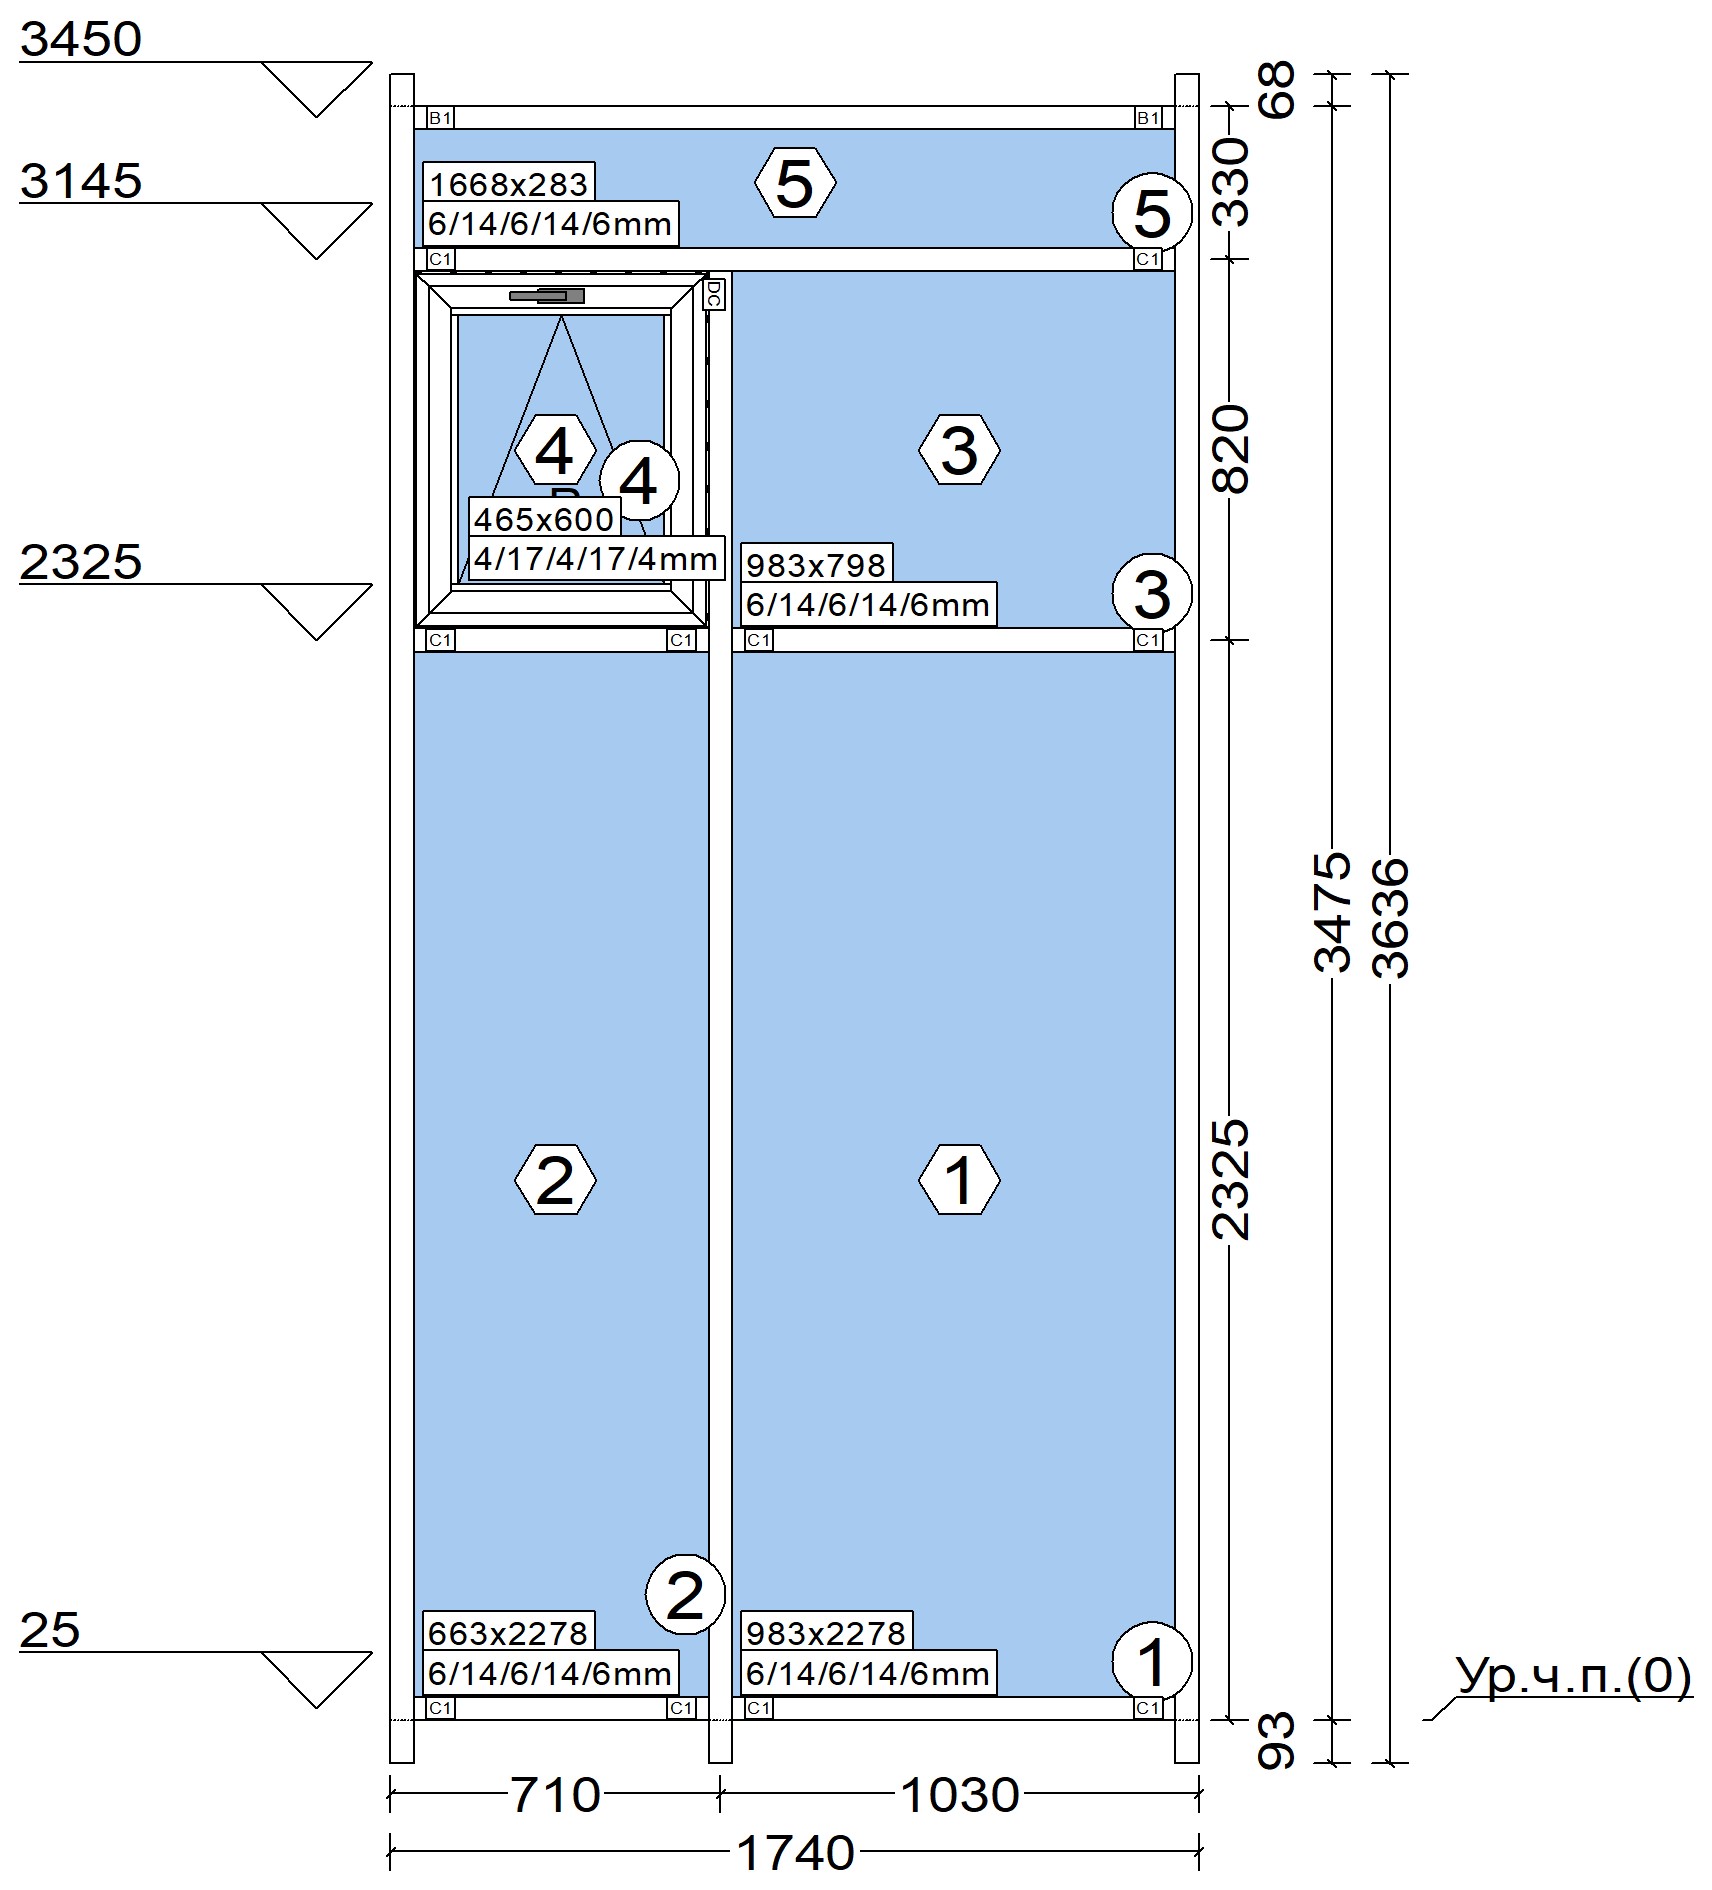 3450
68
B1
B1
330
3145
5
1668x283
5
6/14/6/14/6mm
C1
C1
DC
820
4
3
4
465x600
2325
4/17/4/17/4mm
983x798
3
6/14/6/14/6mm
C1
C1
C1
C1
3475
3636
2325
2
1
2
25
663x2278
983x2278
1
6/14/6/14/6mm
6/14/6/14/6mm
Ур.ч.п.(0)
C1
C1
C1
C1
93
710
1030
1740